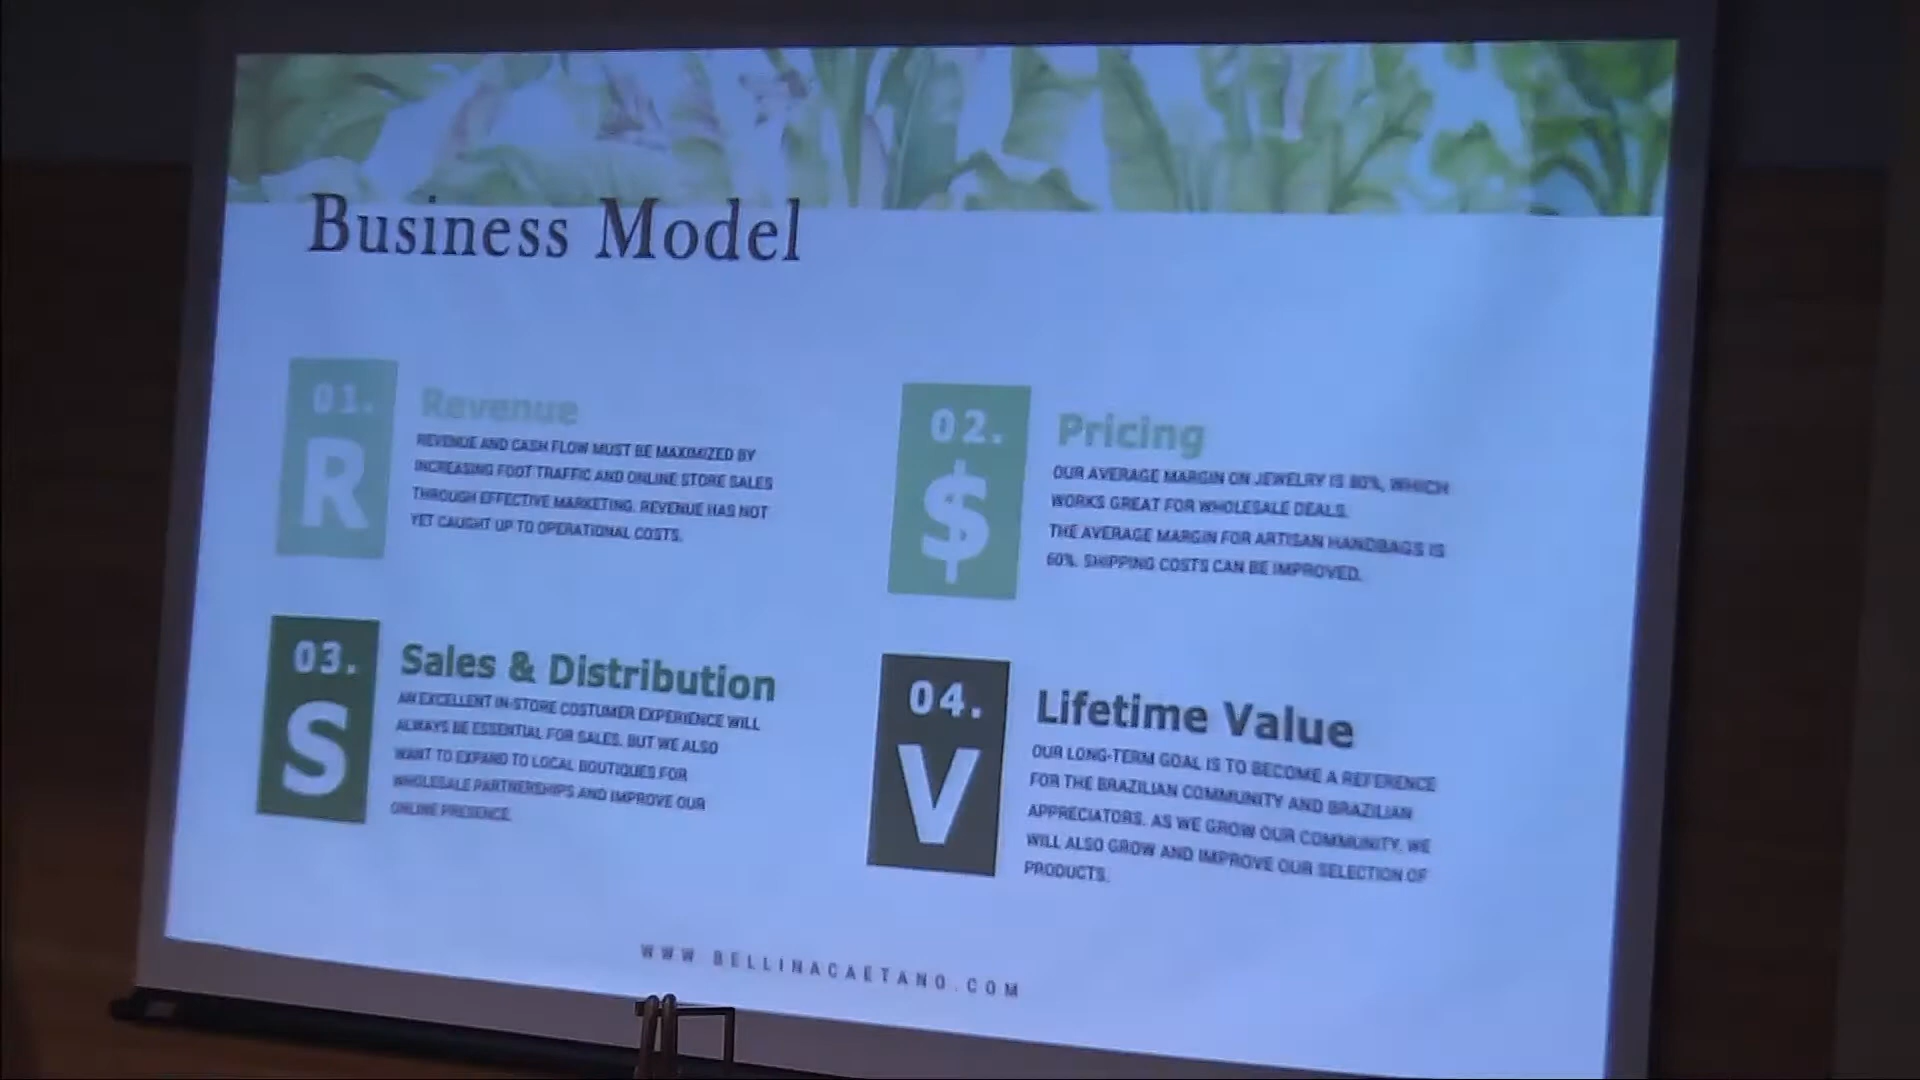 Business Model
01.
R
Revenue
REVENUE AND CASH FLOW MUST BE MAXIMIZED BY
INCREASING FOOT TRAFFIC AND ONLINE STORE SALES
THROUGH EFFECTIVE MARKETING. REVENUE HAS NOT
YET CAUGHT UP TO OPERATIONAL COSTS.
02.
$
Pricing
OUR AVERAGE MARGIN ON JEWELRY IS 80%, WHICH
WORKS GREAT FOR WHOLESALE DEALS.
THE AVERAGE MARGIN FOR ARTISAN HANDBAGS IS
60%. SHIPPING COSTS CAN BE IMPROVED.
03.
S
Sales & Distribution
AN EXCELLENT IN-STORE COSTUMER EXPERIENCE WILL
ALWAYS BE ESSENTIAL FOR SALES. BUT WE ALSO
WANT TO EXPAND TO LOCAL BOUTIQUES FOR
WHOLESALE PARTNERSHIPS AND IMPROVE OUR
ONLINE PRESENCE.
04.
V
Lifetime Value
OUR LONG-TERM GOAL IS TO BECOME A REFERENCE
FOR THE BRAZILIAN COMMUNITY AND BRAZILIAN
APPRECIATORS. AS WE GROW OUR COMMUNITY, WE
WILL ALSO GROW AND IMPROVE OUR SELECTION OF
PRODUCTS.
WWW.BELLINACAETANO.COM